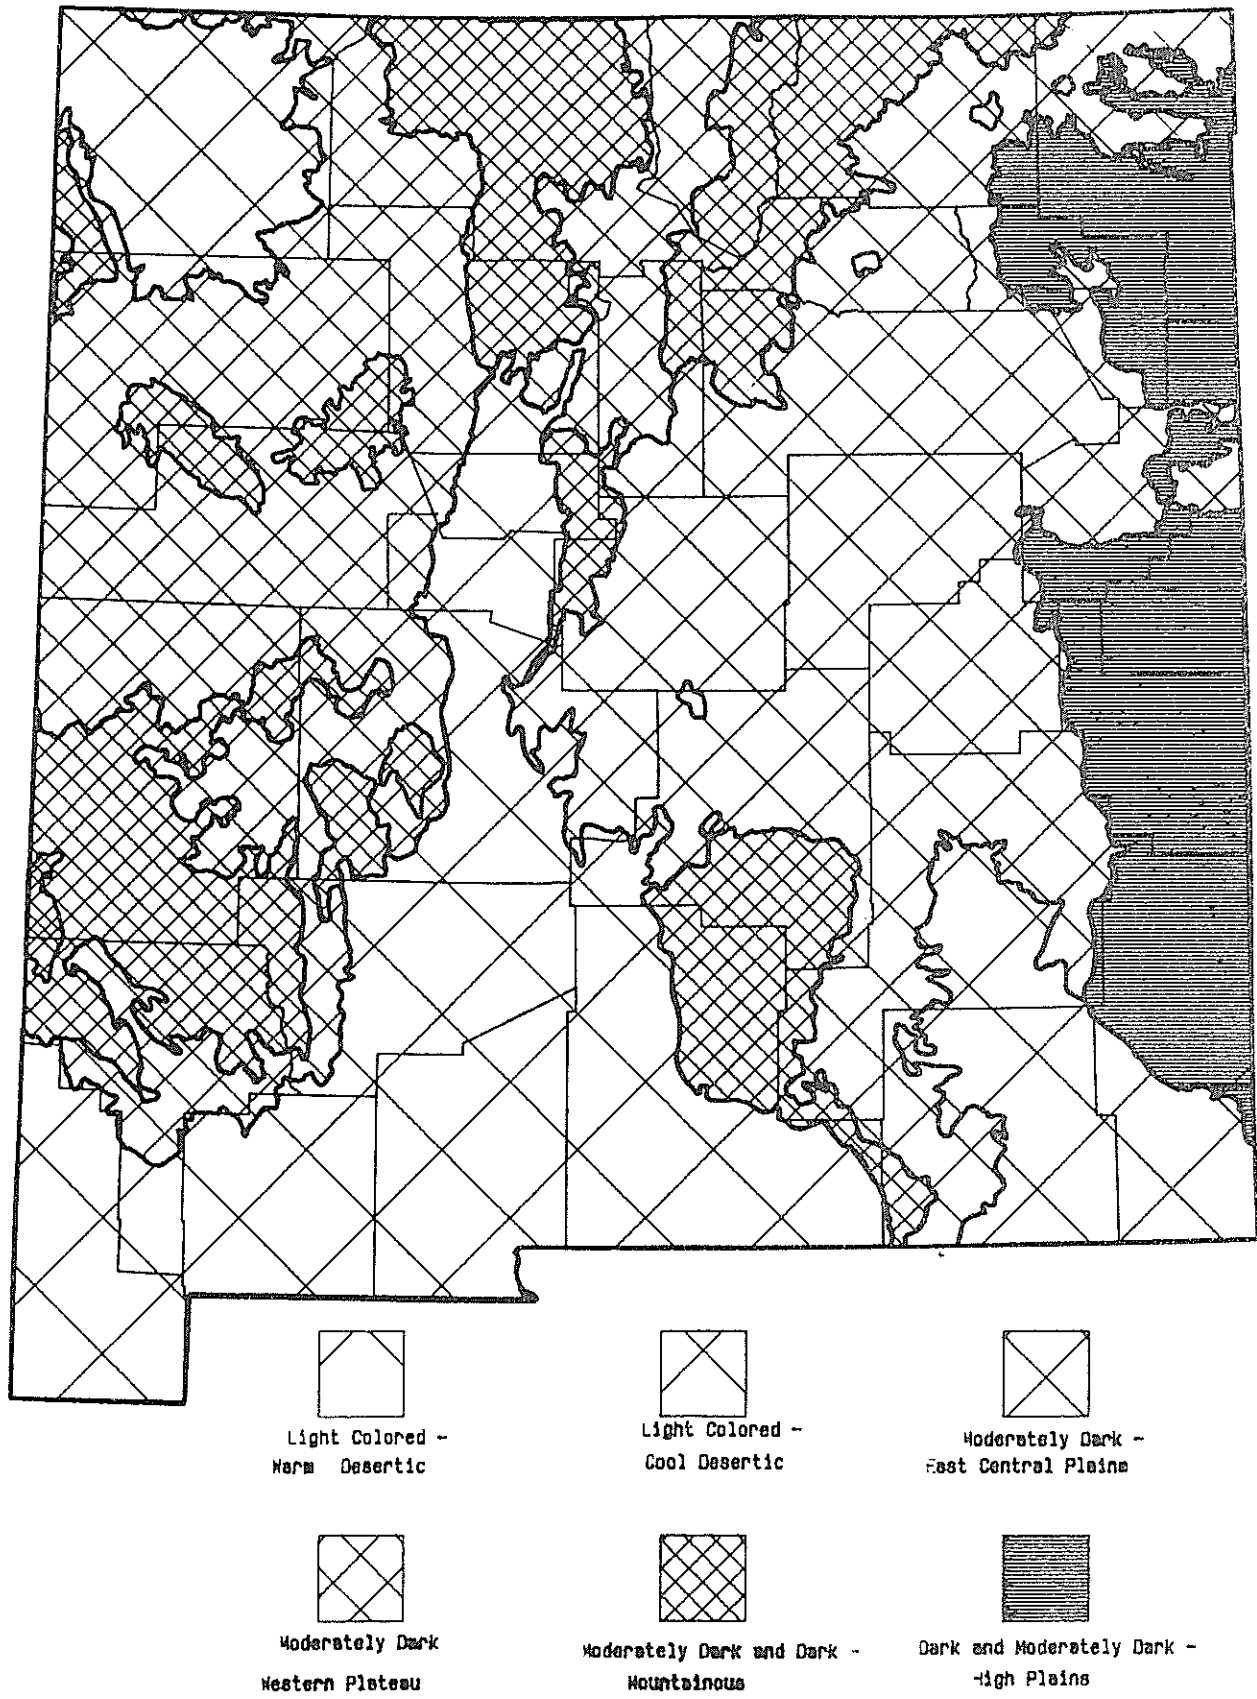 Light Colored -
Warm Desertic
Light Colored -
Cool Desertic
Moderately Dark -
East Central Plains
Moderately Dark
Western Plateau
Moderately Dark and Dark -
Mountainous
Dark and Moderately Dark -
High Plains